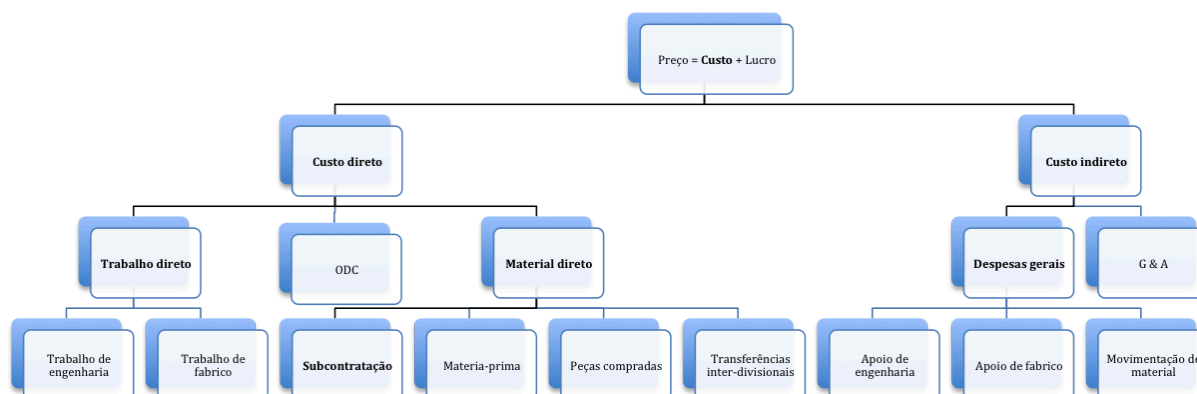 Preço = Custo + Lucro
Custo direto
Custo indireto
Trabalho direto
ODC
Material direto
Despesas gerais
G & A
Trabalho de
engenharia
Trabalho de
fabrico
Subcontratação
Materia-prima
Peças compradas
Transferências
inter-divisionais
Apoio de
engenharia
Apoio de fabrico
Movimentação de
material